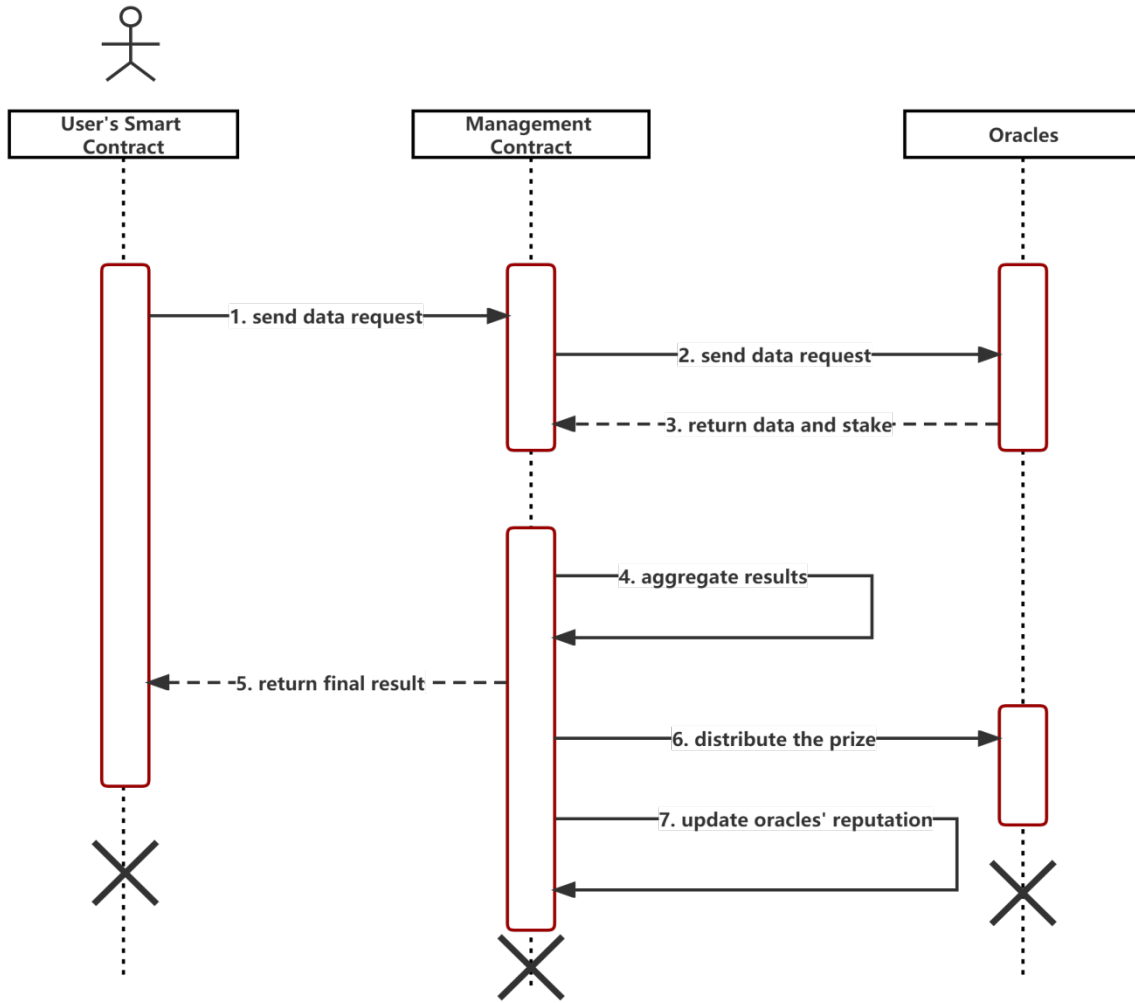 User's Smart
Contract
Management
Contract
Oracles
1. send data request
2. send data request
3. return data and stake
4. aggregate results
5. return final result
6. distribute the prize
7. update oracles' reputation